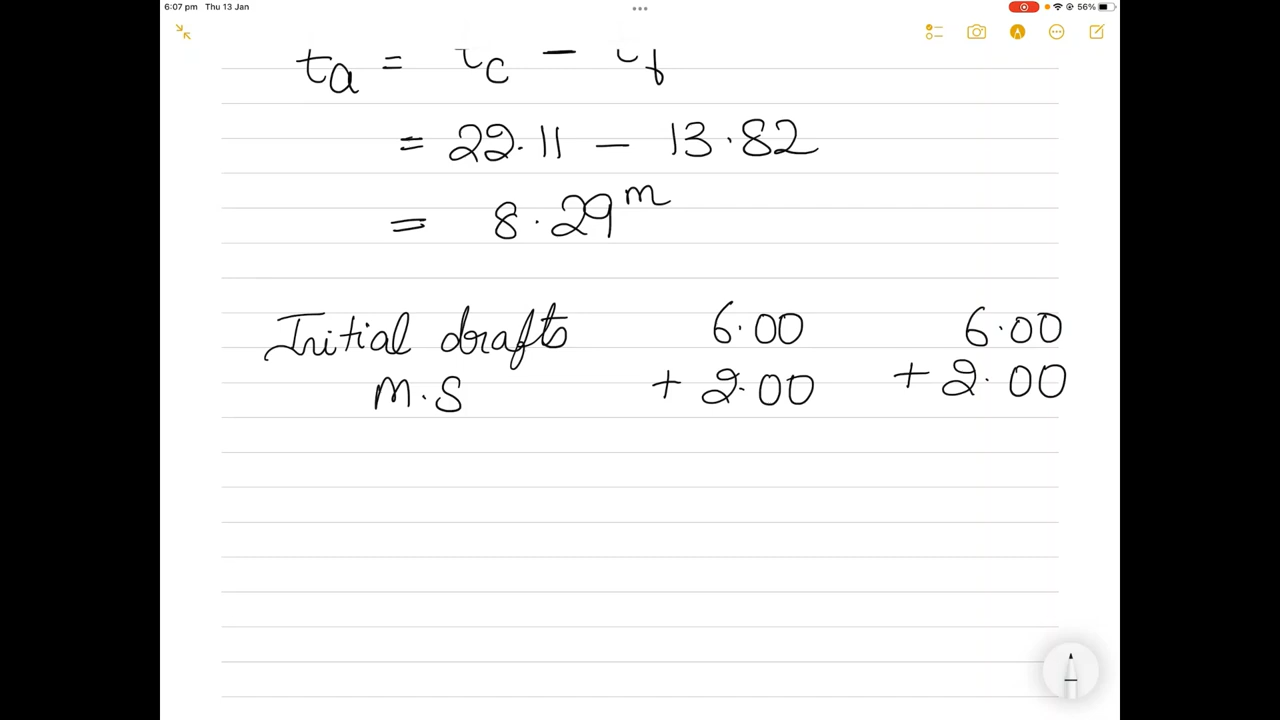 6:07 pm Thu 13 Jan 56%
ta = tc - tf
= 22.11 - 13.82
= 8.29 m
Initial drafts 6.00 6.00
M.S + 2.00 + 2.00